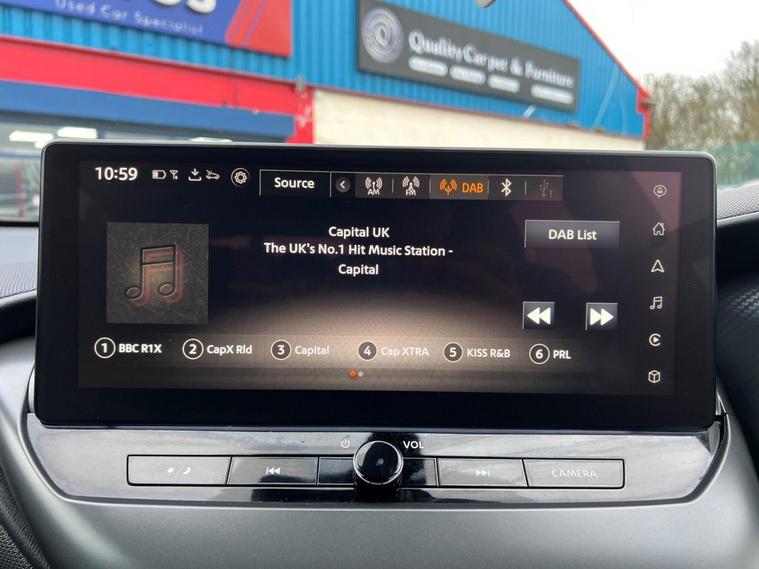 Used Car Specialist
Quality Carpet & Furniture
10:59
Source
AM
FM
DAB
1
Capital UK
The UK's No.1 Hit Music Station -
Capital
DAB List
1 BBC R1X
2 CapX Rld
3 Capital
4 Cap XTRA
5 KISS R&B
6 PRL
VOL
CAMERA